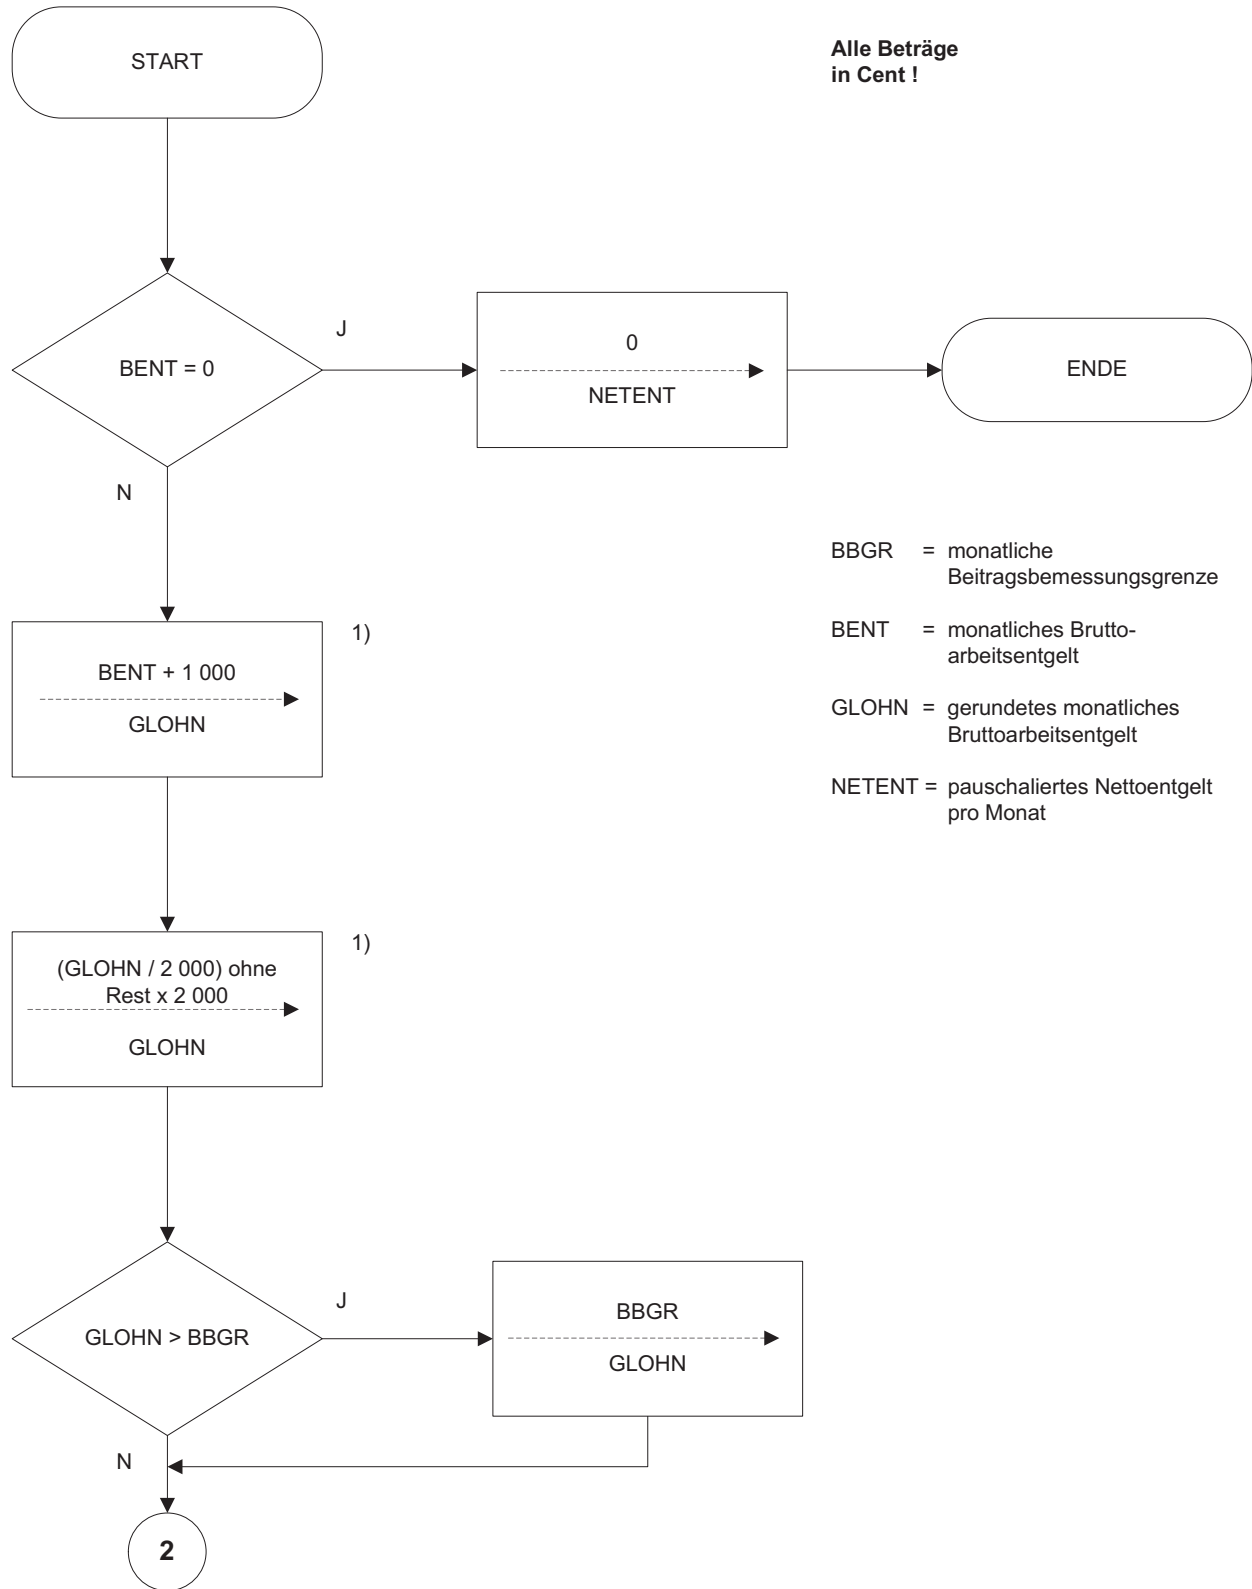 START
Alle Beträge
in Cent !
BENT = 0
J
0
NETENT
ENDE
N
BBGR = monatliche
Beitragsbemessungsgrenze
BENT = monatliches Brutto-
arbeitsentgelt
GLOHN = gerundetes monatliches
Bruttoarbeitsentgelt
NETENT = pauschaliertes Nettoentgelt
pro Monat
BENT + 1 000
GLOHN
1)
(GLOHN / 2 000) ohne
Rest x 2 000
GLOHN
1)
GLOHN > BBGR
J
BBGR
GLOHN
N
2